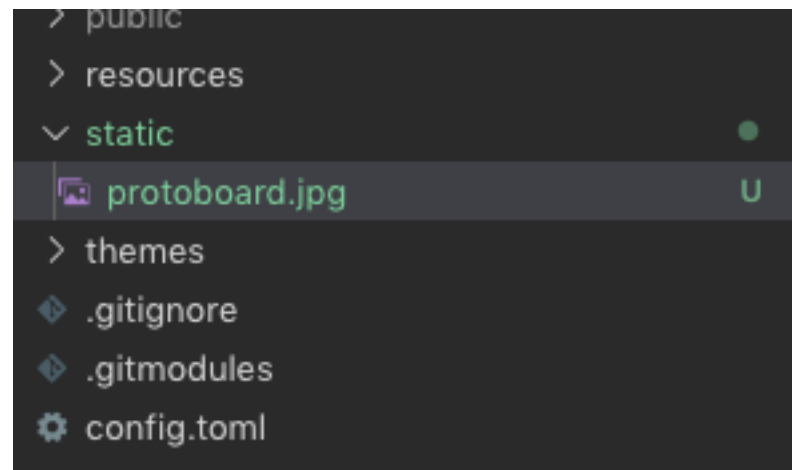 public
resources
static
protoboard.jpg U
themes
.gitignore
.gitmodules
config.toml